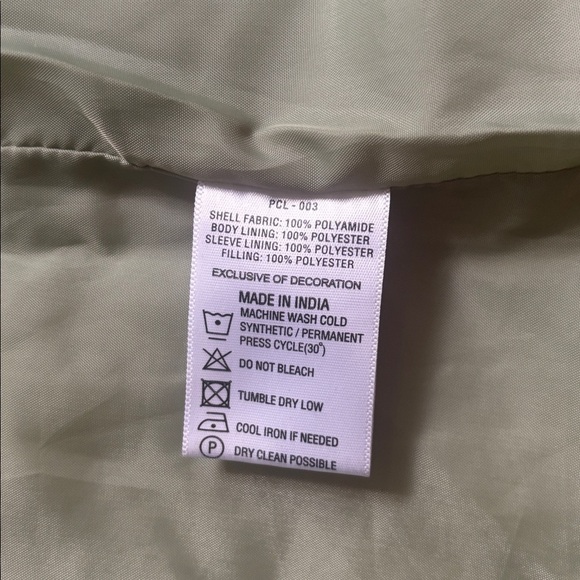 PCL - 003
SHELL FABRIC: 100% POLYAMIDE
BODY LINING: 100% POLYESTER
SLEEVE LINING: 100% POLYESTER
FILLING: 100% POLYESTER
EXCLUSIVE OF DECORATION
MADE IN INDIA
MACHINE WASH COLD
SYNTHETIC / PERMANENT
PRESS CYCLE(30°)
DO NOT BLEACH
TUMBLE DRY LOW
COOL IRON IF NEEDED
P DRY CLEAN POSSIBLE